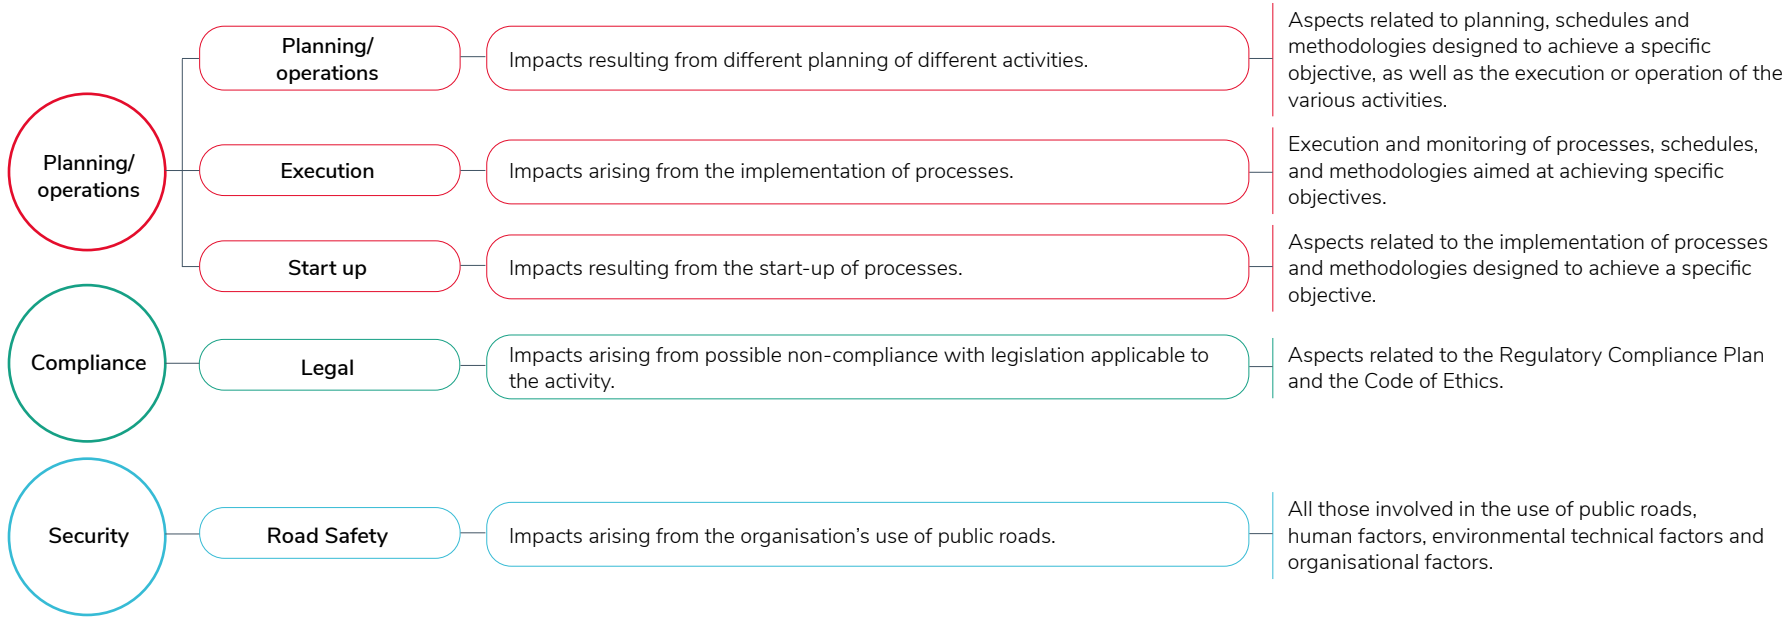 Planning/
operations
Planning/
operations
Impacts resulting from different planning of different activities.
Aspects related to planning, schedules and
methodologies designed to achieve a specific
objective, as well as the execution or operation of the
various activities.
Execution
Impacts arising from the implementation of processes.
Execution and monitoring of processes, schedules,
and methodologies aimed at achieving specific
objectives.
Start up
Impacts resulting from the start-up of processes.
Aspects related to the implementation of processes
and methodologies designed to achieve a specific
objective.
Compliance
Legal
Impacts arising from possible non-compliance with legislation applicable to
the activity.
Aspects related to the Regulatory Compliance Plan
and the Code of Ethics.
Security
Road Safety
Impacts arising from the organisation’s use of public roads.
All those involved in the use of public roads,
human factors, environmental technical factors and
organisational factors.